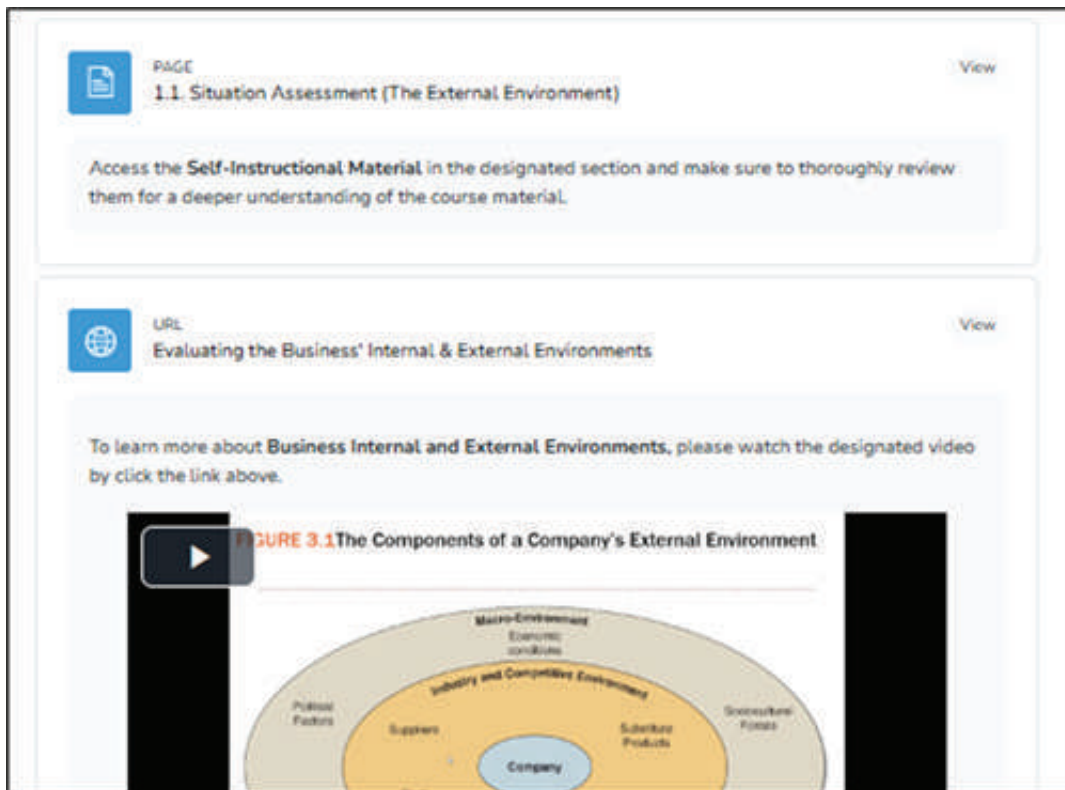 PAGE
View
1.1. Situation Assessment (The External Environment)
Access the Self-Instructional Material in the designated section and make sure to thoroughly review
them for a deeper understanding of the course material.
URL
View
Evaluating the Business' Internal & External Environments
To learn more about Business Internal and External Environments, please watch the designated video
by click the link above.
FIGURE 3.1 The Components of a Company's External Environment
Macro-Environment
Economic
conditions
Industry and Competitive Environment
Political
Factors
Suppliers
Substitute
Products
Sociocultural
Forces
Company